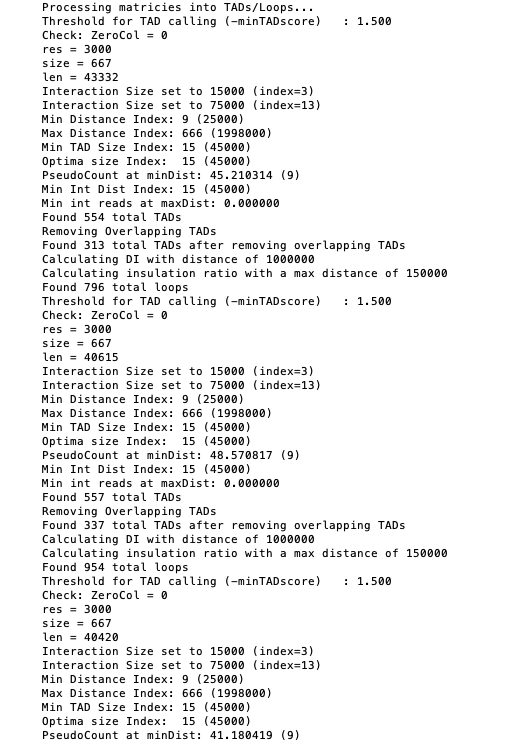 Processing matricies into TADs/Loops...
Threshold for TAD calling (-minTADscore)   : 1.500
Check: ZeroCol = 0
res = 3000
size = 667
len = 43332
Interaction Size set to 15000 (index=3)
Interaction Size set to 75000 (index=13)
Min Distance Index: 9 (25000)
Max Distance Index: 666 (1998000)
Min TAD Size Index: 15 (45000)
Optima size Index:  15 (45000)
PseudoCount at minDist: 45.210314 (9)
Min Int Dist Index: 15 (45000)
Min int reads at maxDist: 0.000000
Found 554 total TADs
Removing Overlapping TADs
Found 313 total TADs after removing overlapping TADs
Calculating DI with distance of 1000000
Calculating insulation ratio with a max distance of 150000
Found 796 total loops
Threshold for TAD calling (-minTADscore)   : 1.500
Check: ZeroCol = 0
res = 3000
size = 667
len = 40615
Interaction Size set to 15000 (index=3)
Interaction Size set to 75000 (index=13)
Min Distance Index: 9 (25000)
Max Distance Index: 666 (1998000)
Min TAD Size Index: 15 (45000)
Optima size Index:  15 (45000)
PseudoCount at minDist: 48.570817 (9)
Min Int Dist Index: 15 (45000)
Min int reads at maxDist: 0.000000
Found 557 total TADs
Removing Overlapping TADs
Found 337 total TADs after removing overlapping TADs
Calculating DI with distance of 1000000
Calculating insulation ratio with a max distance of 150000
Found 954 total loops
Threshold for TAD calling (-minTADscore)   : 1.500
Check: ZeroCol = 0
res = 3000
size = 667
len = 40420
Interaction Size set to 15000 (index=3)
Interaction Size set to 75000 (index=13)
Min Distance Index: 9 (25000)
Max Distance Index: 666 (1998000)
Min TAD Size Index: 15 (45000)
Optima size Index:  15 (45000)
PseudoCount at minDist: 41.180419 (9)